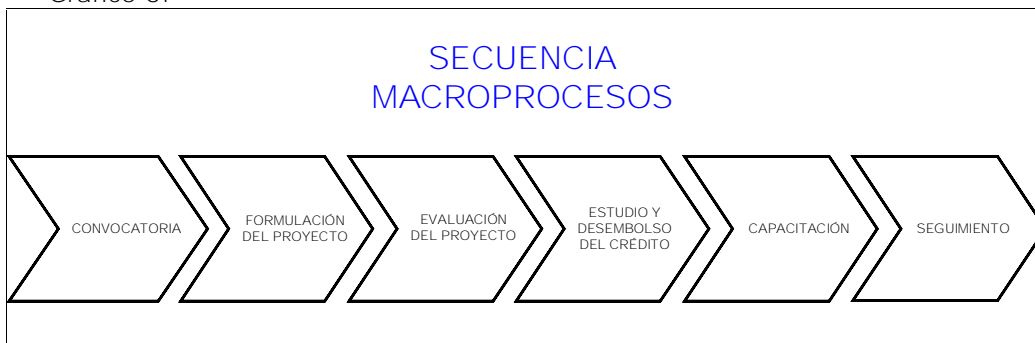 SECUENCIA
MACROPROCESOS
CONVOCATORIA
FORMULACIÓN
DEL PROYECTO
EVALUACIÓN
DEL PROYECTO
ESTUDIO Y
DESEMBOLSO
DEL CRÉDITO
CAPACITACIÓN
SEGUIMIENTO